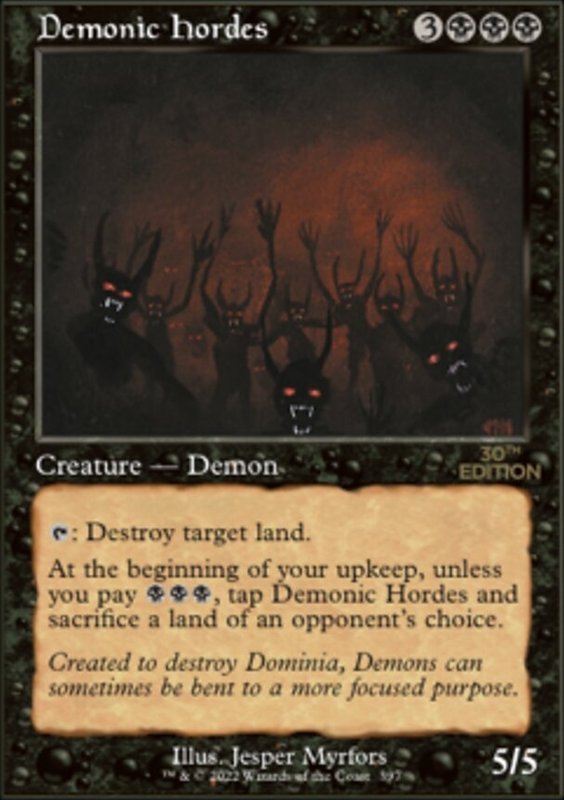 Demonic Hordes 3
30TH
EDITION
Creature — Demon
: Destroy target land.
At the beginning of your upkeep, unless
you pay , tap Demonic Hordes and
sacrifice a land of an opponent's choice.
Created to destroy Dominia, Demons can
sometimes be bent to a more focused purpose.
Illus. Jesper Myrfors
™ & © 2022 Wizards of the Coast
5/5